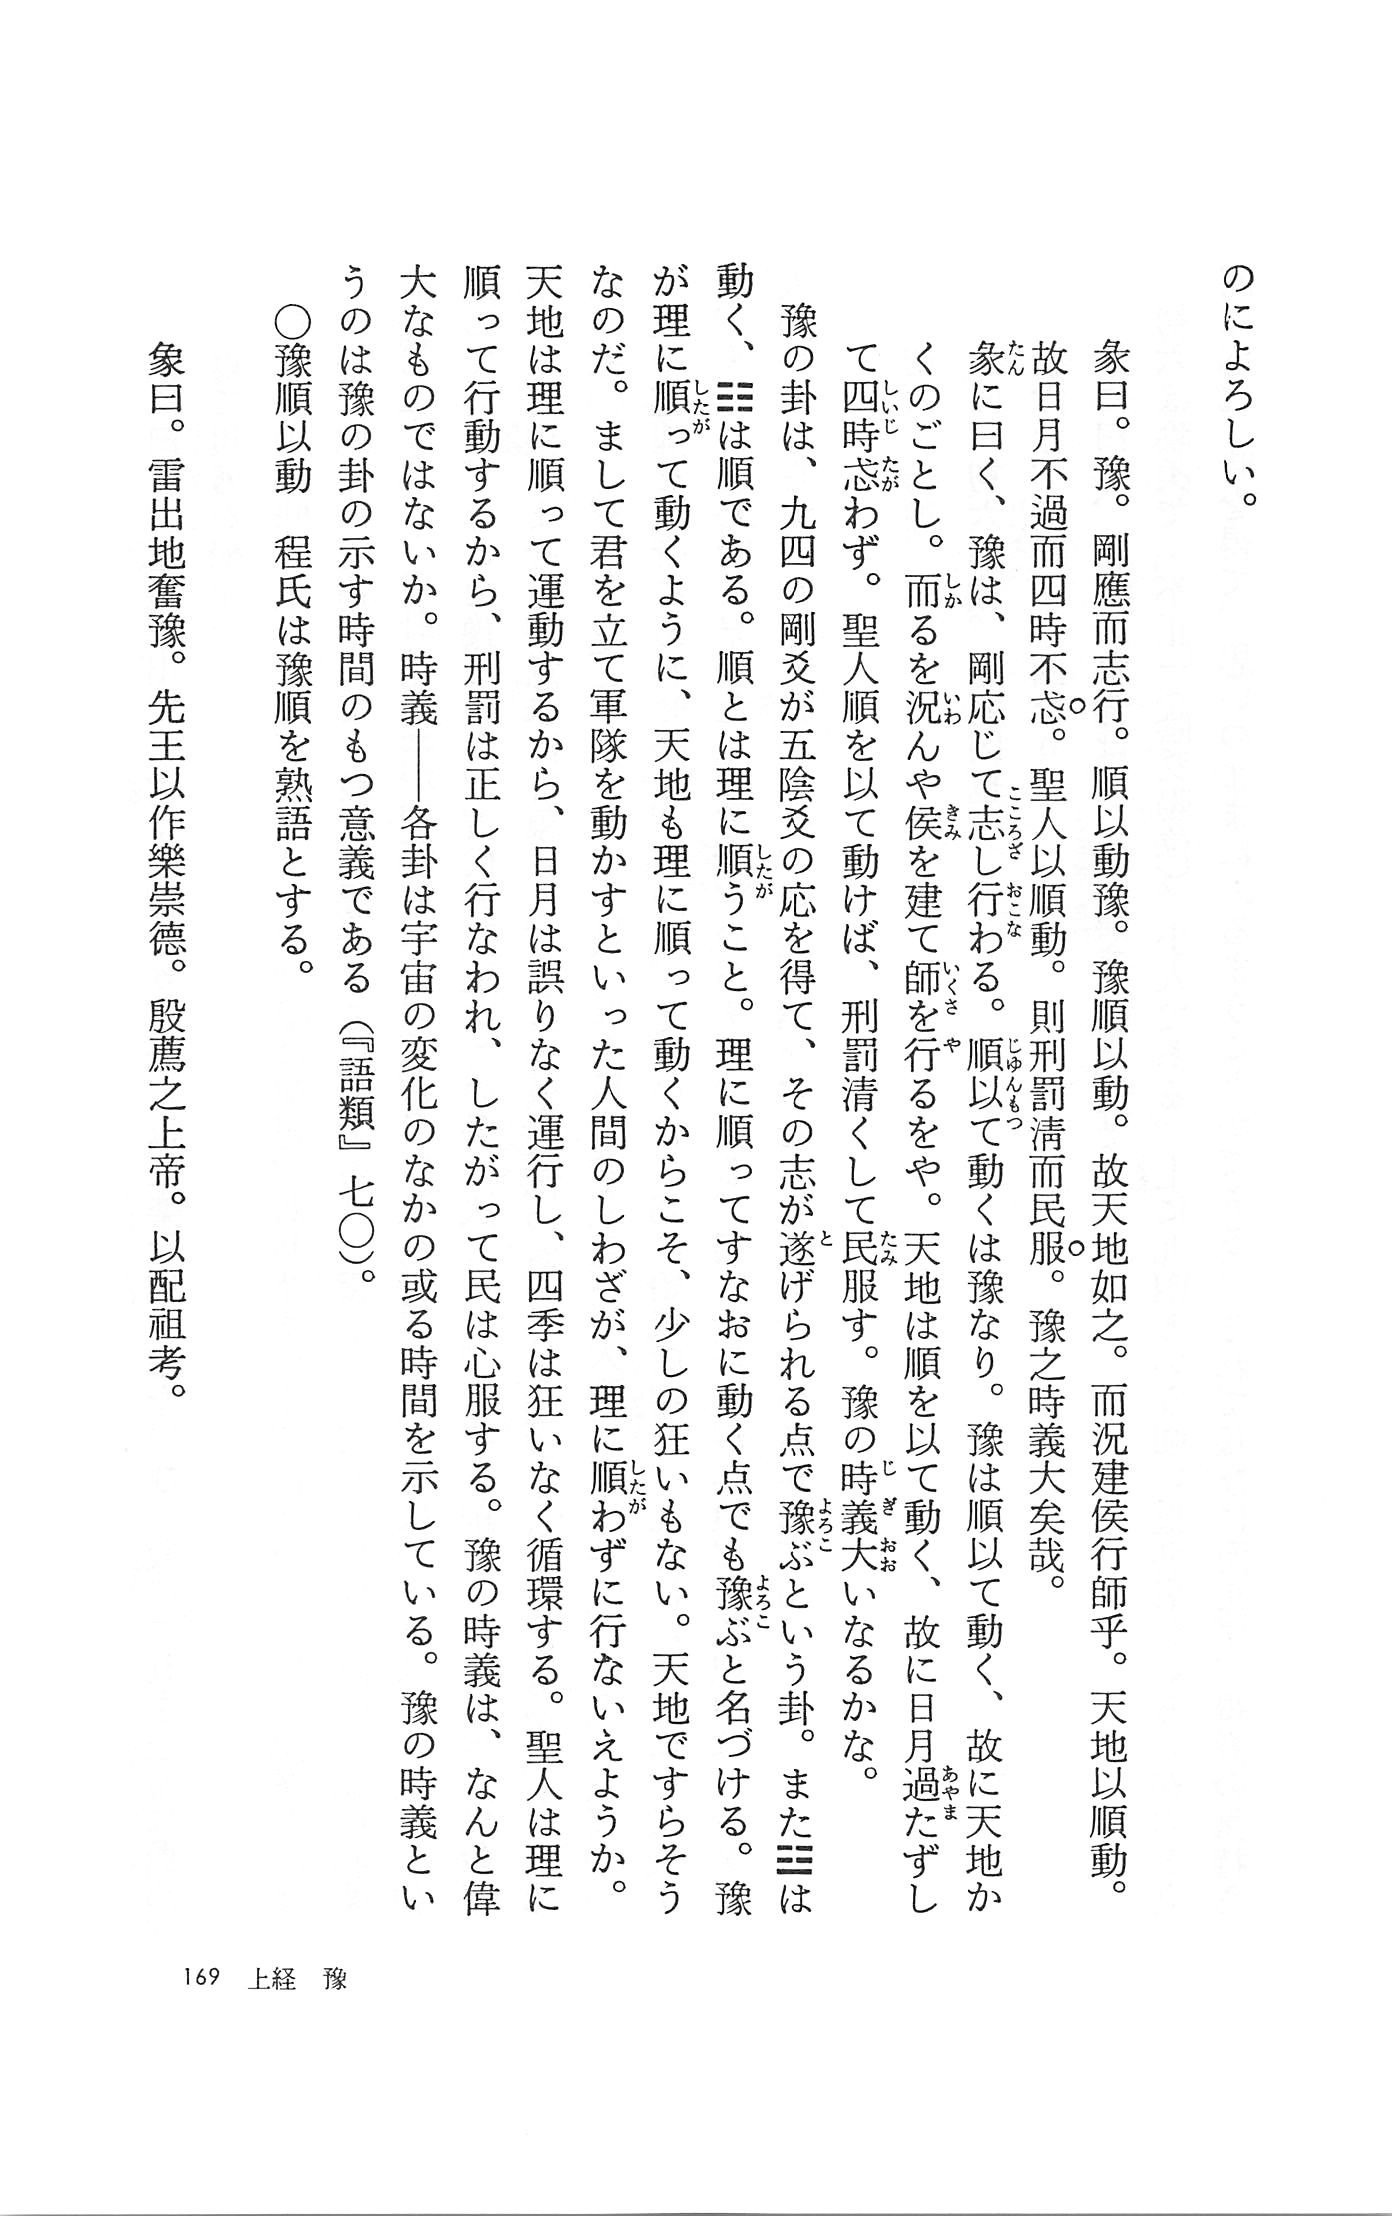 のによろしい。
彖曰。豫。剛應而志行。順以動豫。豫順以動。故天地如之。而況建侯行師乎。天地以順動。
故日月不過而四時不忒。聖人以順動。則刑罰淸而民服。豫之時義大矣哉。
彖に曰く、豫は、剛応じて志し行わる。順以て動くは豫なり。豫は順以て動く、故に天地か
くのごとし。而るを況んや侯を建て師を行るをや。天地は順を以て動く、故に日月過たずし
て四時忒わず。聖人順を以て動けば、刑罰清くして民服す。豫の時義大いなるかな。
豫の卦は、九四の剛爻が五陰爻の応を得て、その志が遂げられる点で豫ぶという卦。また☳は
動く、☷は順である。順とは理に順うこと。理に順ってすなおに動く点でも豫ぶと名づける。豫
が理に順って動くように、天地も理に順って動くからこそ、少しの狂いもない。天地ですらそう
なのだ。まして君を立て軍隊を動かすといった人間のしわざが、理に順わずに行ないえようか。
天地は理に順って運動するから、日月は誤りなく運行し、四季は狂いなく循環する。聖人は理に
順って行動するから、刑罰は正しく行なわれ、したがって民は心服する。豫の時義は、なんと偉
大なものではないか。時義――各卦は宇宙の変化のなかの或る時間を示している。豫の時義とい
うのは豫の卦の示す時間のもつ意義である（『語類』七〇）。
〇豫順以動　程氏は豫順を熟語とする。
象曰。雷出地奮豫。先王以作樂崇德。殷薦之上帝。以配祖考。
169　上経　豫